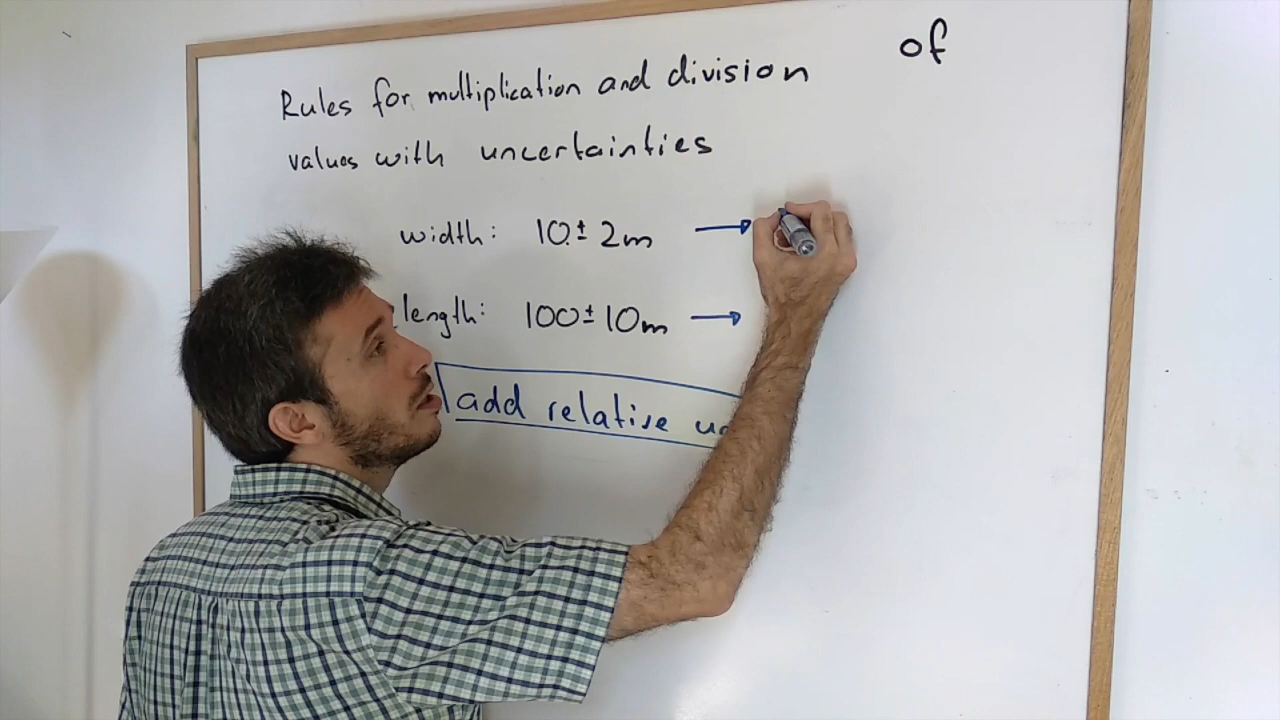 Rules for multiplication and division of
values with uncertainties
width: 10 ± 2m →
length: 100 ± 10m →
add relative